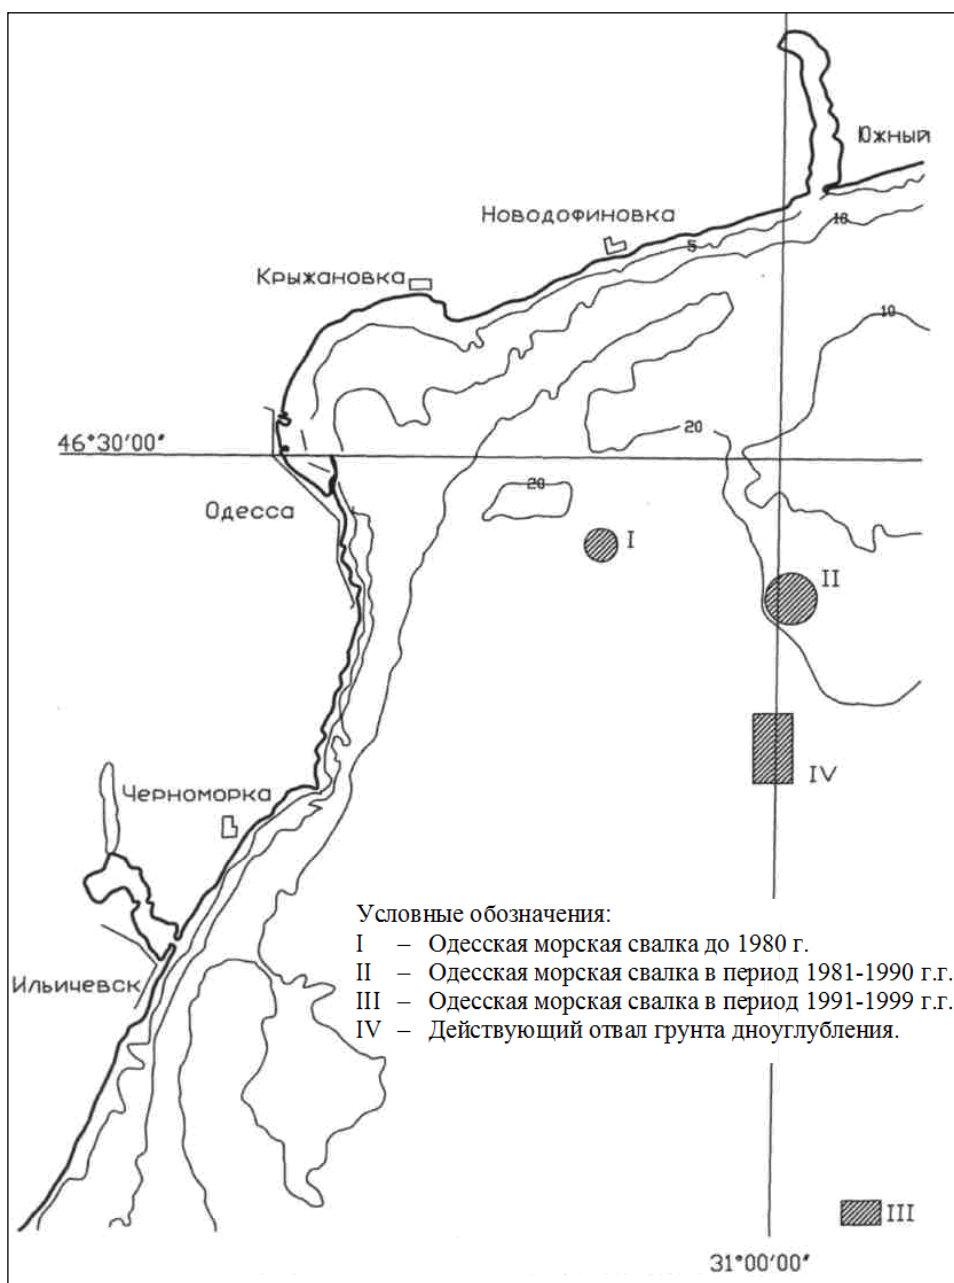 Южный
Новодофиновка
10
5
Крыжановка
10
20
46°30′00″
20
Одесса
I
II
IV
Черноморка
Условные обозначения:
I – Одесская морская свалка до 1980 г.
II – Одесская морская свалка в период 1981-1990 г.г.
III – Одесская морская свалка в период 1991-1999 г.г.
IV – Действующий отвал грунта дноуглубления.
Ильичевск
III
31°00′00″